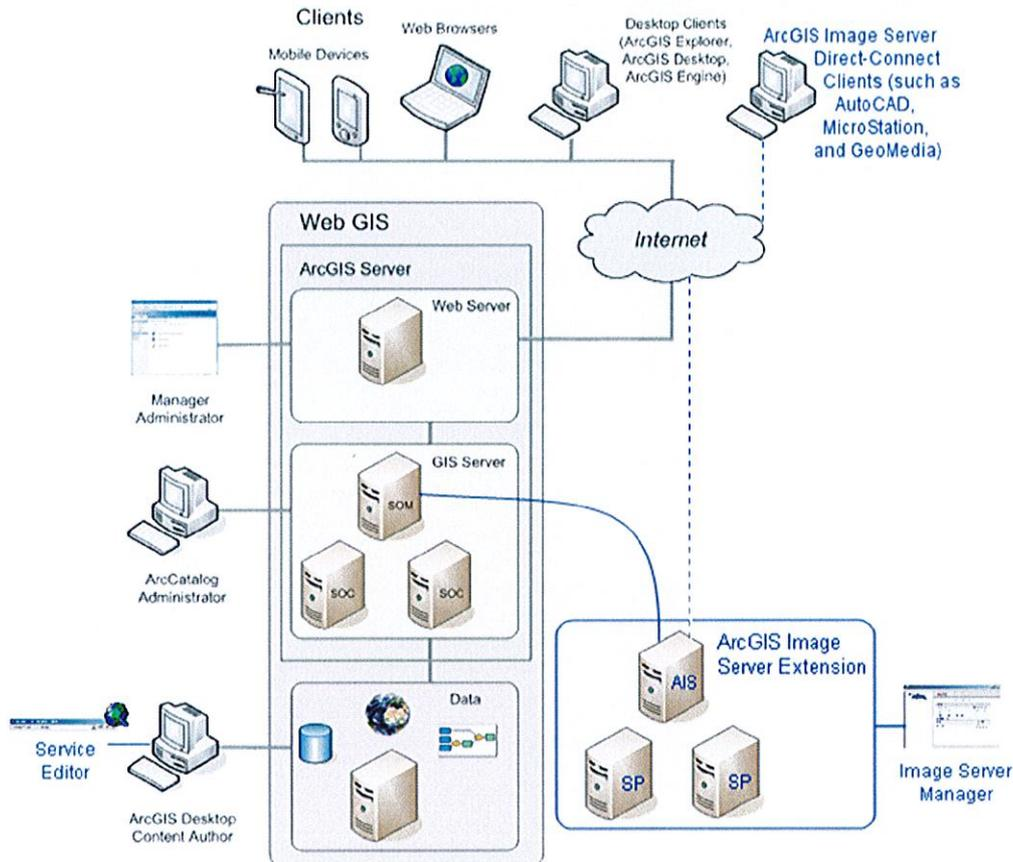 Clients
Mobile Devices
Web Browsers
Desktop Clients
(ArcGIS Explorer,
ArcGIS Desktop,
ArcGIS Engine)
ArcGIS Image Server
Direct-Connect
Clients (such as
AutoCAD,
MicroStation,
and GeoMedia)
Internet
Web GIS
ArcGIS Server
Web Server
Manager
Administrator
GIS Server
SOM
SOC
SOC
ArcCatalog
Administrator
ArcGIS Image
Server Extension
AIS
SP
SP
Image Server
Manager
Data
Service
Editor
ArcGIS Desktop
Content Author